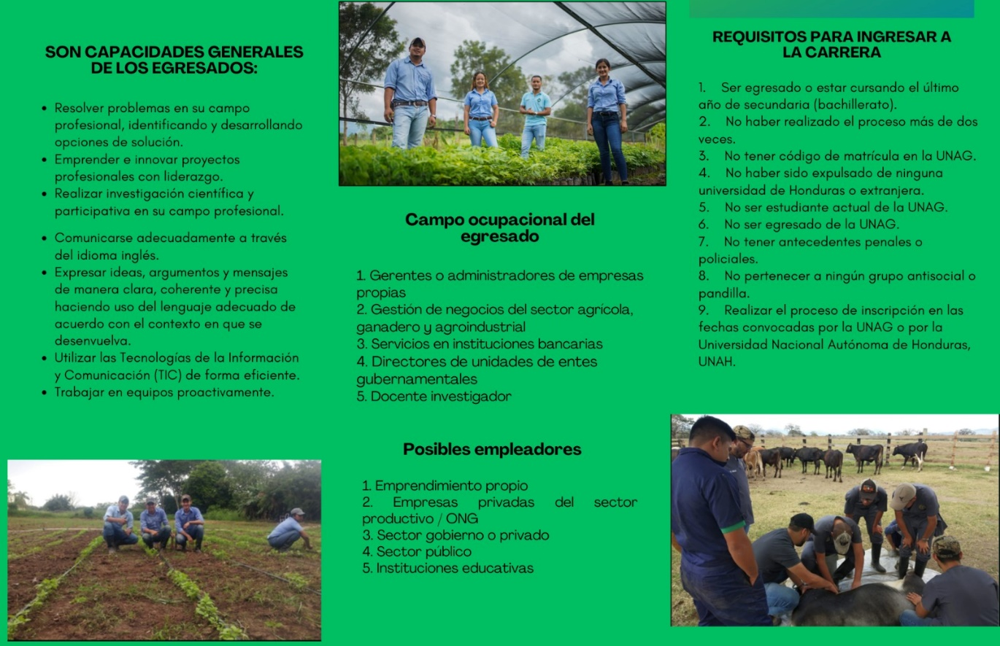 SON CAPACIDADES GENERALES
DE LOS EGRESADOS:
• Resolver problemas en su campo
profesional, identificando y desarrollando
opciones de solución.
• Emprender e innovar proyectos
profesionales con liderazgo.
• Realizar investigación científica y
participativa en su campo profesional.
• Comunicarse adecuadamente a través
del idioma inglés.
• Expresar ideas, argumentos y mensajes
de manera clara, coherente y precisa
haciendo uso del lenguaje adecuado de
acuerdo con el contexto en que se
desenvuelva.
• Utilizar las Tecnologías de la Información
y Comunicación (TIC) de forma eficiente.
• Trabajar en equipos proactivamente.
Campo ocupacional del
egresado
1. Gerentes o administradores de empresas
propias
2. Gestión de negocios del sector agrícola,
ganadero y agroindustrial
3. Servicios en instituciones bancarias
4. Directores de unidades de entes
gubernamentales
5. Docente investigador
Posibles empleadores
1. Emprendimiento propio
2. Empresas privadas del sector
productivo / ONG
3. Sector gobierno o privado
4. Sector público
5. Instituciones educativas
REQUISITOS PARA INGRESAR A
LA CARRERA
1. Ser egresado o estar cursando el último
año de secundaria (bachillerato).
2. No haber realizado el proceso más de dos
veces.
3. No tener código de matrícula en la UNAG.
4. No haber sido expulsado de ninguna
universidad de Honduras o extranjera.
5. No ser estudiante actual de la UNAG.
6. No ser egresado de la UNAG.
7. No tener antecedentes penales o
policiales.
8. No pertenecer a ningún grupo antisocial o
pandilla.
9. Realizar el proceso de inscripción en las
fechas convocadas por la UNAG o por la
Universidad Nacional Autónoma de Honduras,
UNAH.